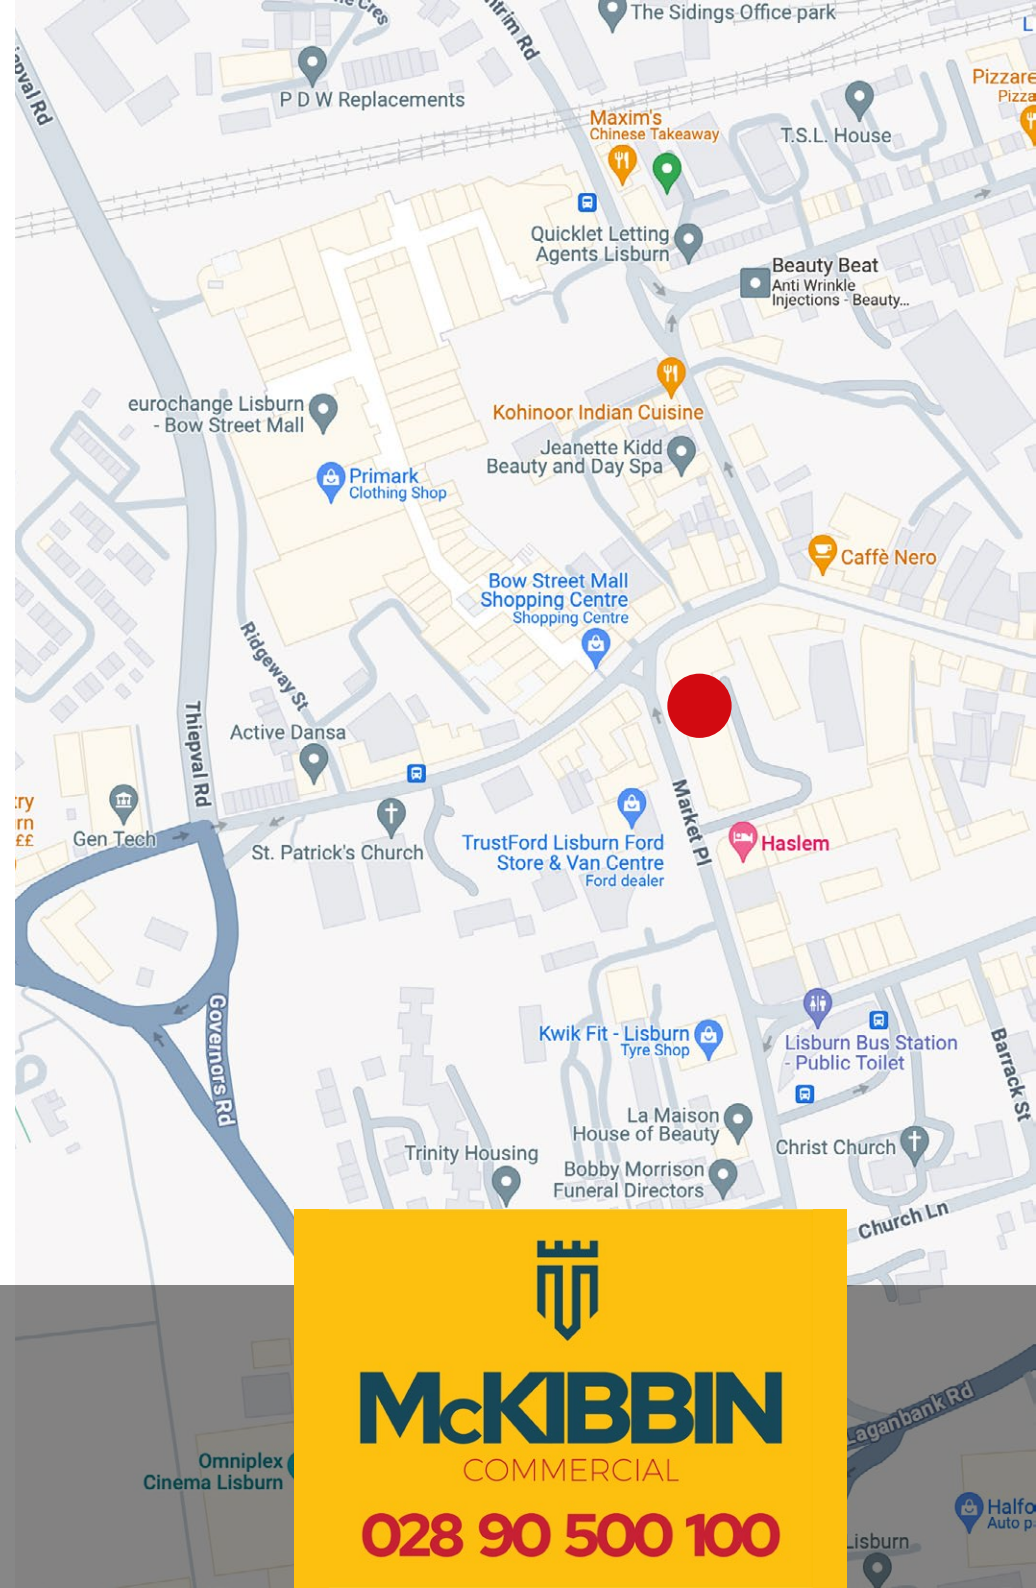 The Sidings Office park
P D W Replacements
Maxim's
Chinese Takeaway
T.S.L. House
Quicklet Letting
Agents Lisburn
Beauty Beat
Anti Wrinkle
Injections - Beauty...
Kohinoor Indian Cuisine
eurochange Lisburn
- Bow Street Mall
Jeanette Kidd
Beauty and Day Spa
Primark
Clothing Shop
Caffè Nero
Bow Street Mall
Shopping Centre
Shopping Centre
Ridgeway St
Thiepval Rd
Active Dansa
Gen Tech
St. Patrick's Church
TrustFord Lisburn Ford
Store & Van Centre
Ford dealer
Market Pl
Haslem
Governors Rd
Kwik Fit - Lisburn
Tyre Shop
Lisburn Bus Station
- Public Toilet
Barrack St
La Maison
House of Beauty
Christ Church
Trinity Housing
Bobby Morrison
Funeral Directors
Church Ln
McKIBBIN
COMMERCIAL
028 90 500 100
Omniplex
Cinema Lisburn
Laganbank Rd
Halfo
Auto p
Lisburn